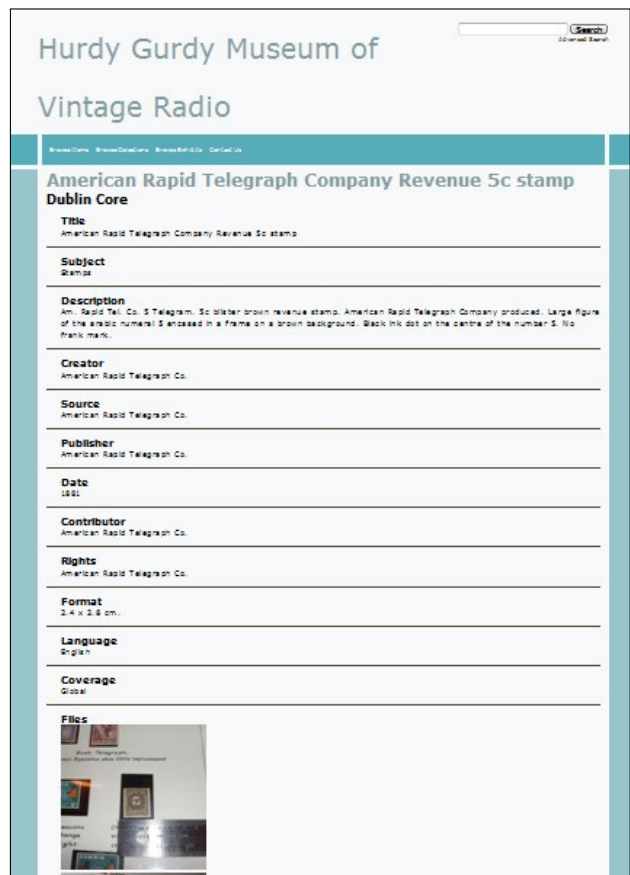 Hurdy Gurdy Museum of
Search
Advanced Search
Vintage Radio
Browse Items Browse Collections Browse Exhibits Contact Us
American Rapid Telegraph Company Revenue 5c stamp
Dublin Core
Title
American Rapid Telegraph Company Revenue 5c stamp
Subject
Stamps
Description
Am. Rapid Tel. Co. 5 Telegram. 5c blister brown revenue stamp. American Rapid Telegraph Company produced. Large figure
of the arabic numeral 5 encased in a frame on a brown background. Black ink dot on the centre of the number 5. No
frank mark.
Creator
American Rapid Telegraph Co.
Source
American Rapid Telegraph Co.
Publisher
American Rapid Telegraph Co.
Date
1881
Contributor
American Rapid Telegraph Co.
Rights
American Rapid Telegraph Co.
Format
2.4 x 2.8 cm.
Language
English
Coverage
Global
Files
Bush Telegraph